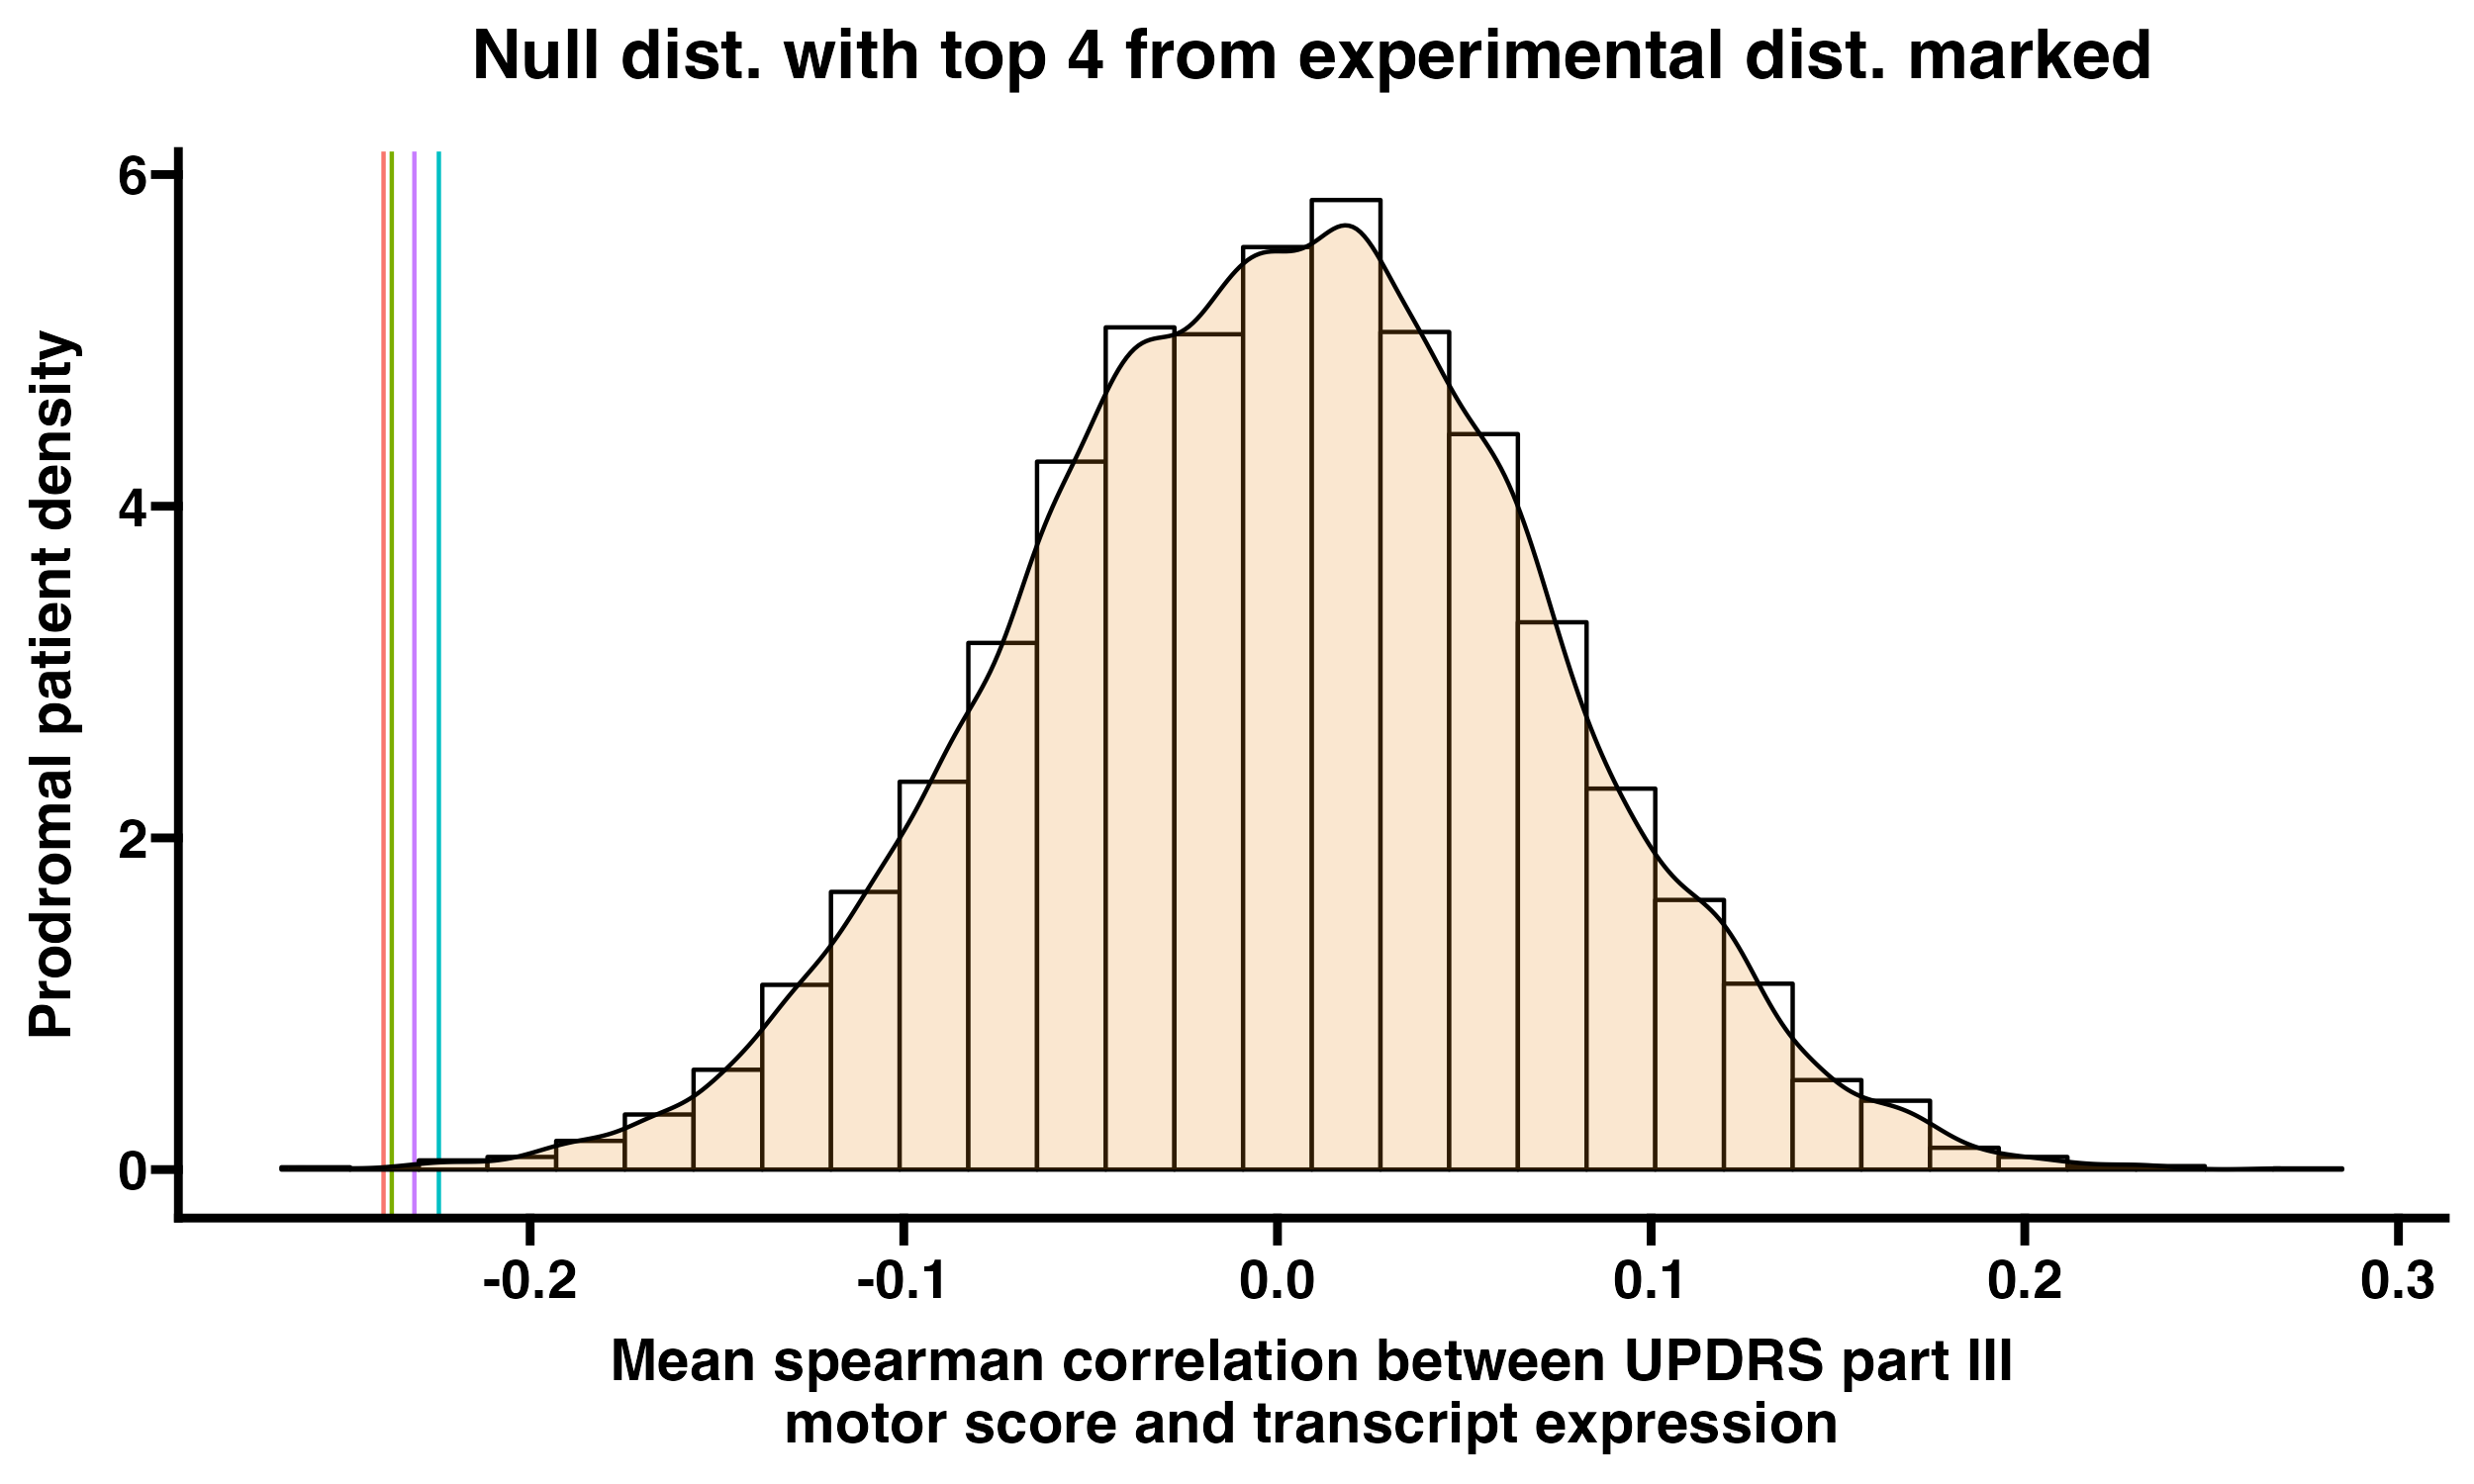 Null dist. with top 4 from experimental dist. marked
Prodromal patient density
6
4
2
0
-0.2 -0.1 0.0 0.1 0.2 0.3
Mean spearman correlation between UPDRS part III
motor score and transcript expression